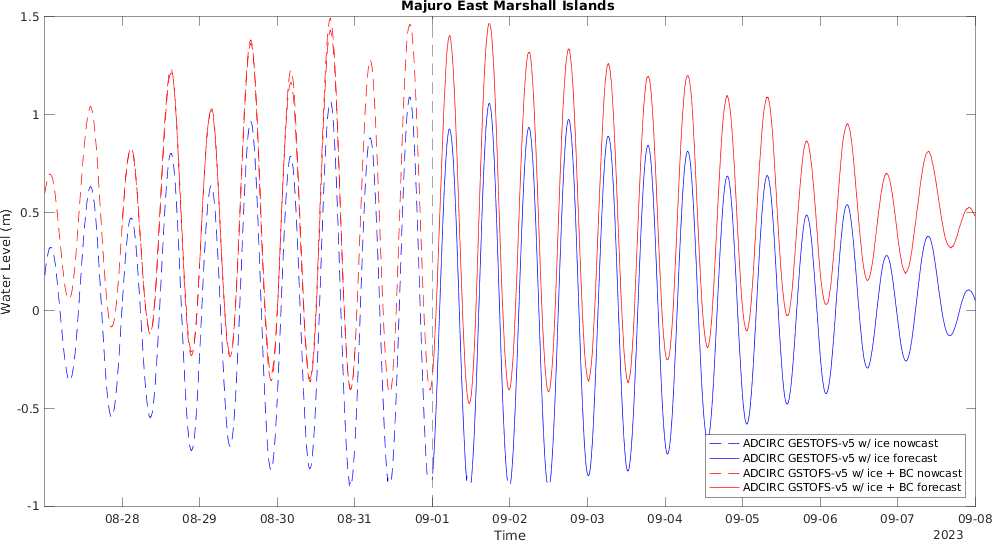 Majuro East Marshall Islands
Water Level (m)
1.5
1
0.5
0
-0.5
-1
ADCIRC GESTOFS-v5 w/ ice nowcast
ADCIRC GESTOFS-v5 w/ ice forecast
ADCIRC GSTOFS-v5 w/ ice + BC nowcast
ADCIRC GSTOFS-v5 w/ ice + BC forecast
08-28 08-29 08-30 08-31 09-01 09-02 09-03 09-04 09-05 09-06 09-07 09-08
Time
2023